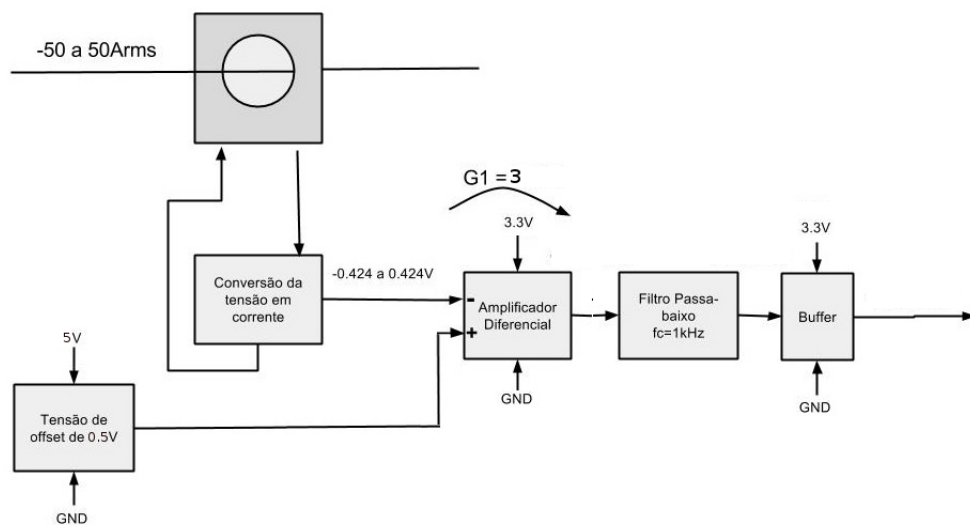 -50 a 50Arms
G1 = 3
3.3V
3.3V
Conversão da
tensão em
corrente
-0.424 a 0.424V
-
+
Amplificador
Diferencial
Filtro Passa-
baixo
fc=1kHz
Buffer
GND
GND
5V
Tensão de
offset de 0.5V
GND